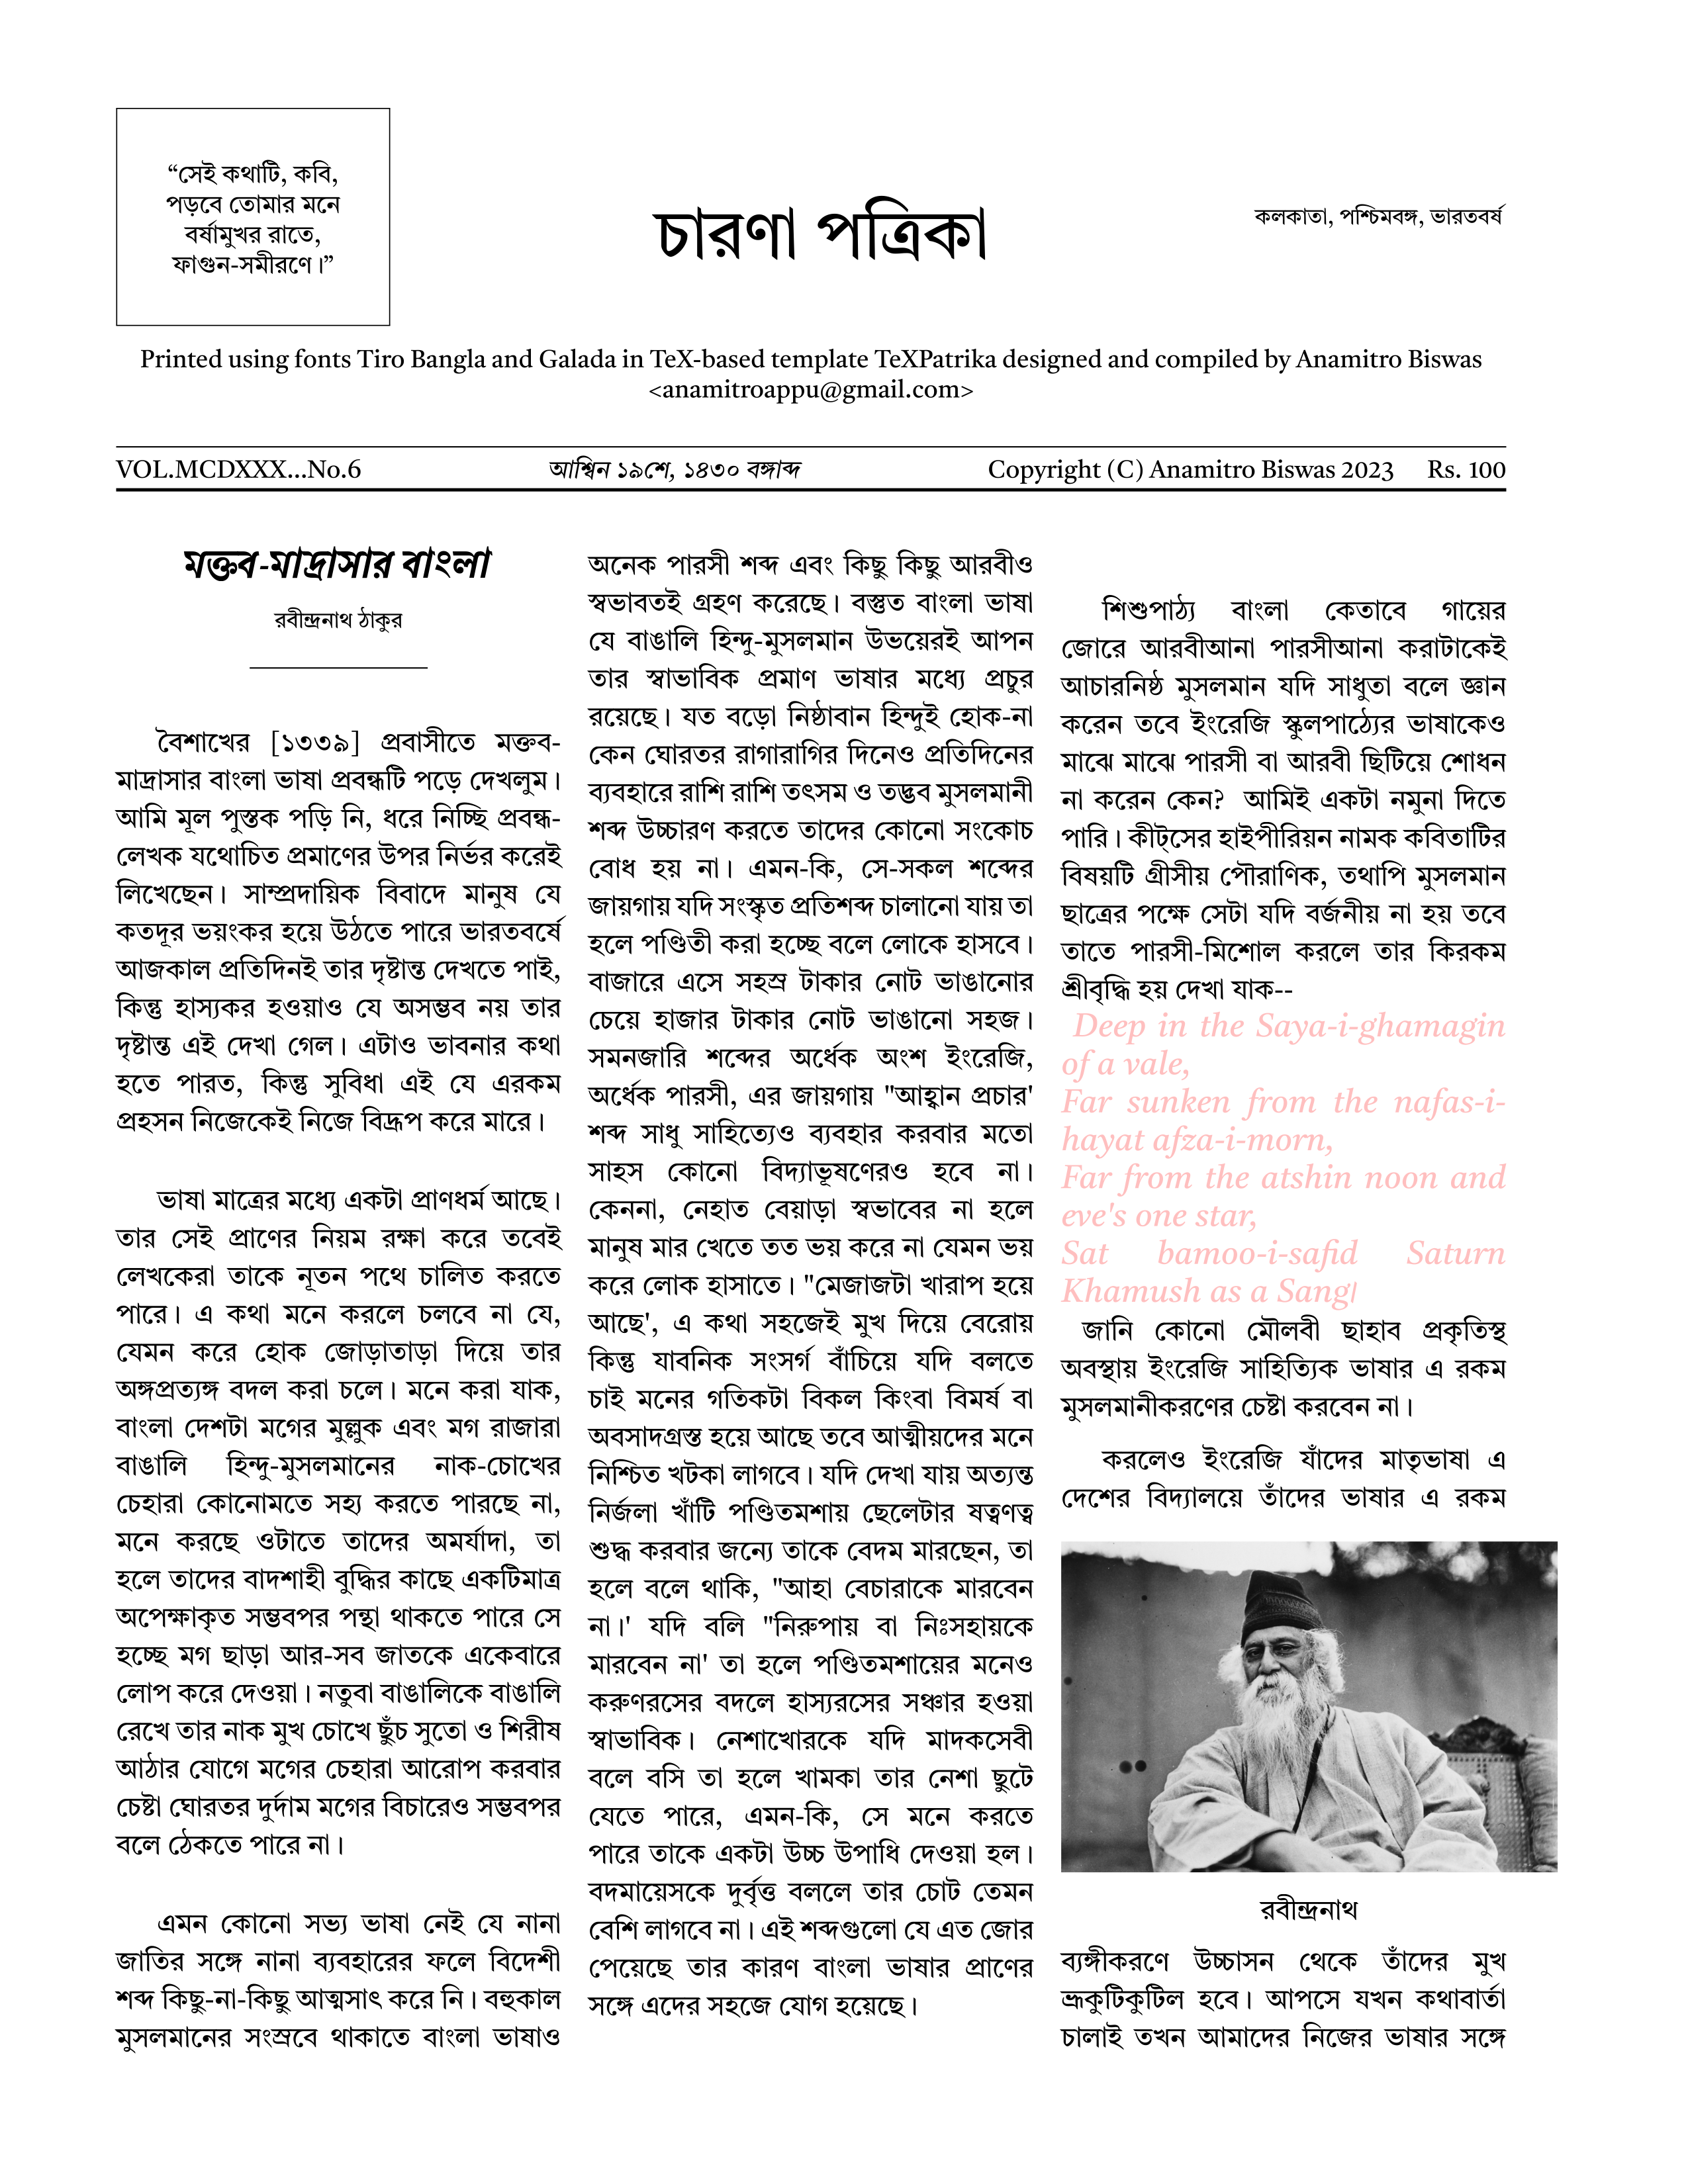 “সেই কথাটি, কবি,
পড়বে তোমার মনে
বর্ষামুখর রাতে,
ফাগুন-সমীরণে।”
চারণা পত্রিকা
কলকাতা, পশ্চিমবঙ্গ, ভারতবর্ষ
Printed using fonts Tiro Bangla and Galada in TeX-based template TeXPatrika designed and compiled by Anamitro Biswas
<anamitroappu@gmail.com>
VOL.MCDXXX...No.6 আশ্বিন ১৯শে, ১৪৩০ বঙ্গাব্দ Copyright (C) Anamitro Biswas 2023 Rs. 100
মক্তব-মাদ্রাসার বাংলা
রবীন্দ্রনাথ ঠাকুর
বৈশাখের [১৩৩৯] প্রবাসীতে মক্তব-
মাদ্রাসার বাংলা ভাষা প্রবন্ধটি পড়ে দেখলুম।
আমি মূল পুস্তক পড়ি নি, ধরে নিচ্ছি প্রবন্ধ-
লেখক যথোচিত প্রমাণের উপর নির্ভর করেই
লিখেছেন। সাম্প্রদায়িক বিবাদে মানুষ যে
কতদূর ভয়ংকর হয়ে উঠতে পারে ভারতবর্ষে
আজকাল প্রতিদিনই তার দৃষ্টান্ত দেখতে পাই,
কিন্তু হাস্যকর হওয়াও যে অসম্ভব নয় তার
দৃষ্টান্ত এই দেখা গেল। এটাও ভাবনার কথা
হতে পারত, কিন্তু সুবিধা এই যে এরকম
প্রহসন নিজেকেই নিজে বিদ্রূপ করে মারে।
ভাষা মাত্রের মধ্যে একটা প্রাণধর্ম আছে।
তার সেই প্রাণের নিয়ম রক্ষা করে তবেই
লেখকেরা তাকে নূতন পথে চালিত করতে
পারে। এ কথা মনে করলে চলবে না যে,
যেমন করে হোক জোড়াতাড়া দিয়ে তার
অঙ্গপ্রত্যঙ্গ বদল করা চলে। মনে করা যাক,
বাংলা দেশটা মগের মুল্লুক এবং মগ রাজারা
বাঙালি হিন্দু-মুসলমানের নাক-চোখের
চেহারা কোনোমতে সহ্য করতে পারছে না,
মনে করছে ওটাতে তাদের অমর্যাদা, তা
হলে তাদের বাদশাহী বুদ্ধির কাছে একটিমাত্র
অপেক্ষাকৃত সম্ভবপর পন্থা থাকতে পারে সে
হচ্ছে মগ ছাড়া আর-সব জাতকে একেবারে
লোপ করে দেওয়া। নতুবা বাঙালিকে বাঙালি
রেখে তার নাক মুখ চোখে ছুঁচ সুতো ও শিরীষ
আঠার যোগে মগের চেহারা আরোপ করবার
চেষ্টা ঘোরতর দুর্দাম মগের বিচারেও সম্ভবপর
বলে ঠেকতে পারে না।
এমন কোনো সভ্য ভাষা নেই যে নানা
জাতির সঙ্গে নানা ব্যবহারের ফলে বিদেশী
শব্দ কিছু-না-কিছু আত্মসাৎ করে নি। বহুকাল
মুসলমানের সংস্রবে থাকাতে বাংলা ভাষাও
অনেক পারসী শব্দ এবং কিছু কিছু আরবীও
স্বভাবতই গ্রহণ করেছে। বস্তুত বাংলা ভাষা
যে বাঙালি হিন্দু-মুসলমান উভয়েরই আপন
তার স্বাভাবিক প্রমাণ ভাষার মধ্যে প্রচুর
রয়েছে। যত বড়ো নিষ্ঠাবান হিন্দুই হোক-না
কেন ঘোরতর রাগারাগির দিনেও প্রতিদিনের
ব্যবহারে রাশি রাশি তৎসম ও তদ্ভব মুসলমানী
শব্দ উচ্চারণ করতে তাদের কোনো সংকোচ
বোধ হয় না। এমন-কি, সে-সকল শব্দের
জায়গায় যদি সংস্কৃত প্রতিশব্দ চালানো যায় তা
হলে পণ্ডিতী করা হচ্ছে বলে লোকে হাসবে।
বাজারে এসে সহস্র টাকার নোট ভাঙানোর
চেয়ে হাজার টাকার নোট ভাঙানো সহজ।
সমনজারি শব্দের অর্ধেক অংশ ইংরেজি,
অর্ধেক পারসী, এর জায়গায় "আহ্বান প্রচার'
শব্দ সাধু সাহিত্যেও ব্যবহার করবার মতো
সাহস কোনো বিদ্যাভূষণেরও হবে না।
কেননা, নেহাত বেয়াড়া স্বভাবের না হলে
মানুষ মার খেতে তত ভয় করে না যেমন ভয়
করে লোক হাসাতে। "মেজাজটা খারাপ হয়ে
আছে', এ কথা সহজেই মুখ দিয়ে বেরোয়
কিন্তু যাবনিক সংসর্গ বাঁচিয়ে যদি বলতে
চাই মনের গতিকটা বিকল কিংবা বিমর্ষ বা
অবসাদগ্রস্ত হয়ে আছে তবে আত্মীয়দের মনে
নিশ্চিত খটকা লাগবে। যদি দেখা যায় অত্যন্ত
নির্জলা খাঁটি পণ্ডিতমশায় ছেলেটার ষত্বণত্ব
শুদ্ধ করবার জন্যে তাকে বেদম মারছেন, তা
হলে বলে থাকি, "আহা বেচারাকে মারবেন
না।' যদি বলি "নিরুপায় বা নিঃসহায়কে
মারবেন না' তা হলে পণ্ডিতমশায়ের মনেও
করুণরসের বদলে হাস্যরসের সঞ্চার হওয়া
স্বাভাবিক। নেশাখোরকে যদি মাদকসেবী
বলে বসি তা হলে খামকা তার নেশা ছুটে
যেতে পারে, এমন-কি, সে মনে করতে
পারে তাকে একটা উচ্চ উপাধি দেওয়া হল।
বদমায়েসকে দুর্বৃত্ত বললে তার চোট তেমন
বেশি লাগবে না। এই শব্দগুলো যে এত জোর
পেয়েছে তার কারণ বাংলা ভাষার প্রাণের
সঙ্গে এদের সহজে যোগ হয়েছে।
শিশুপাঠ্য বাংলা কেতাবে গায়ের
জোরে আরবীআনা পারসীআনা করাটাকেই
আচারনিষ্ঠ মুসলমান যদি সাধুতা বলে জ্ঞান
করেন তবে ইংরেজি স্কুলপাঠ্যের ভাষাকেও
মাঝে মাঝে পারসী বা আরবী ছিটিয়ে শোধন
না করেন কেন? আমিই একটা নমুনা দিতে
পারি। কীট্‌সের হাইপীরিয়ন নামক কবিতাটির
বিষয়টি গ্রীসীয় পৌরাণিক, তথাপি মুসলমান
ছাত্রের পক্ষে সেটা যদি বর্জনীয় না হয় তবে
তাতে পারসী-মিশোল করলে তার কিরকম
শ্রীবৃদ্ধি হয় দেখা যাক--
Deep in the Saya-i-ghamagin
of a vale,
Far sunken from the nafas-i-
hayat afza-i-morn,
Far from the atshin noon and
eve's one star,
Sat bamoo-i-safid Saturn
Khamush as a Sang।
জানি কোনো মৌলবী ছাহাব প্রকৃতিস্থ
অবস্থায় ইংরেজি সাহিত্যিক ভাষার এ রকম
মুসলমানীকরণের চেষ্টা করবেন না।
করলেও ইংরেজি যাঁদের মাতৃভাষা এ
দেশের বিদ্যালয়ে তাঁদের ভাষার এ রকম
রবীন্দ্রনাথ
ব্যঙ্গীকরণে উচ্চাসন থেকে তাঁদের মুখ
ভ্রূকুটিকুটিল হবে। আপসে যখন কথাবার্তা
চালাই তখন আমাদের নিজের ভাষার সঙ্গে